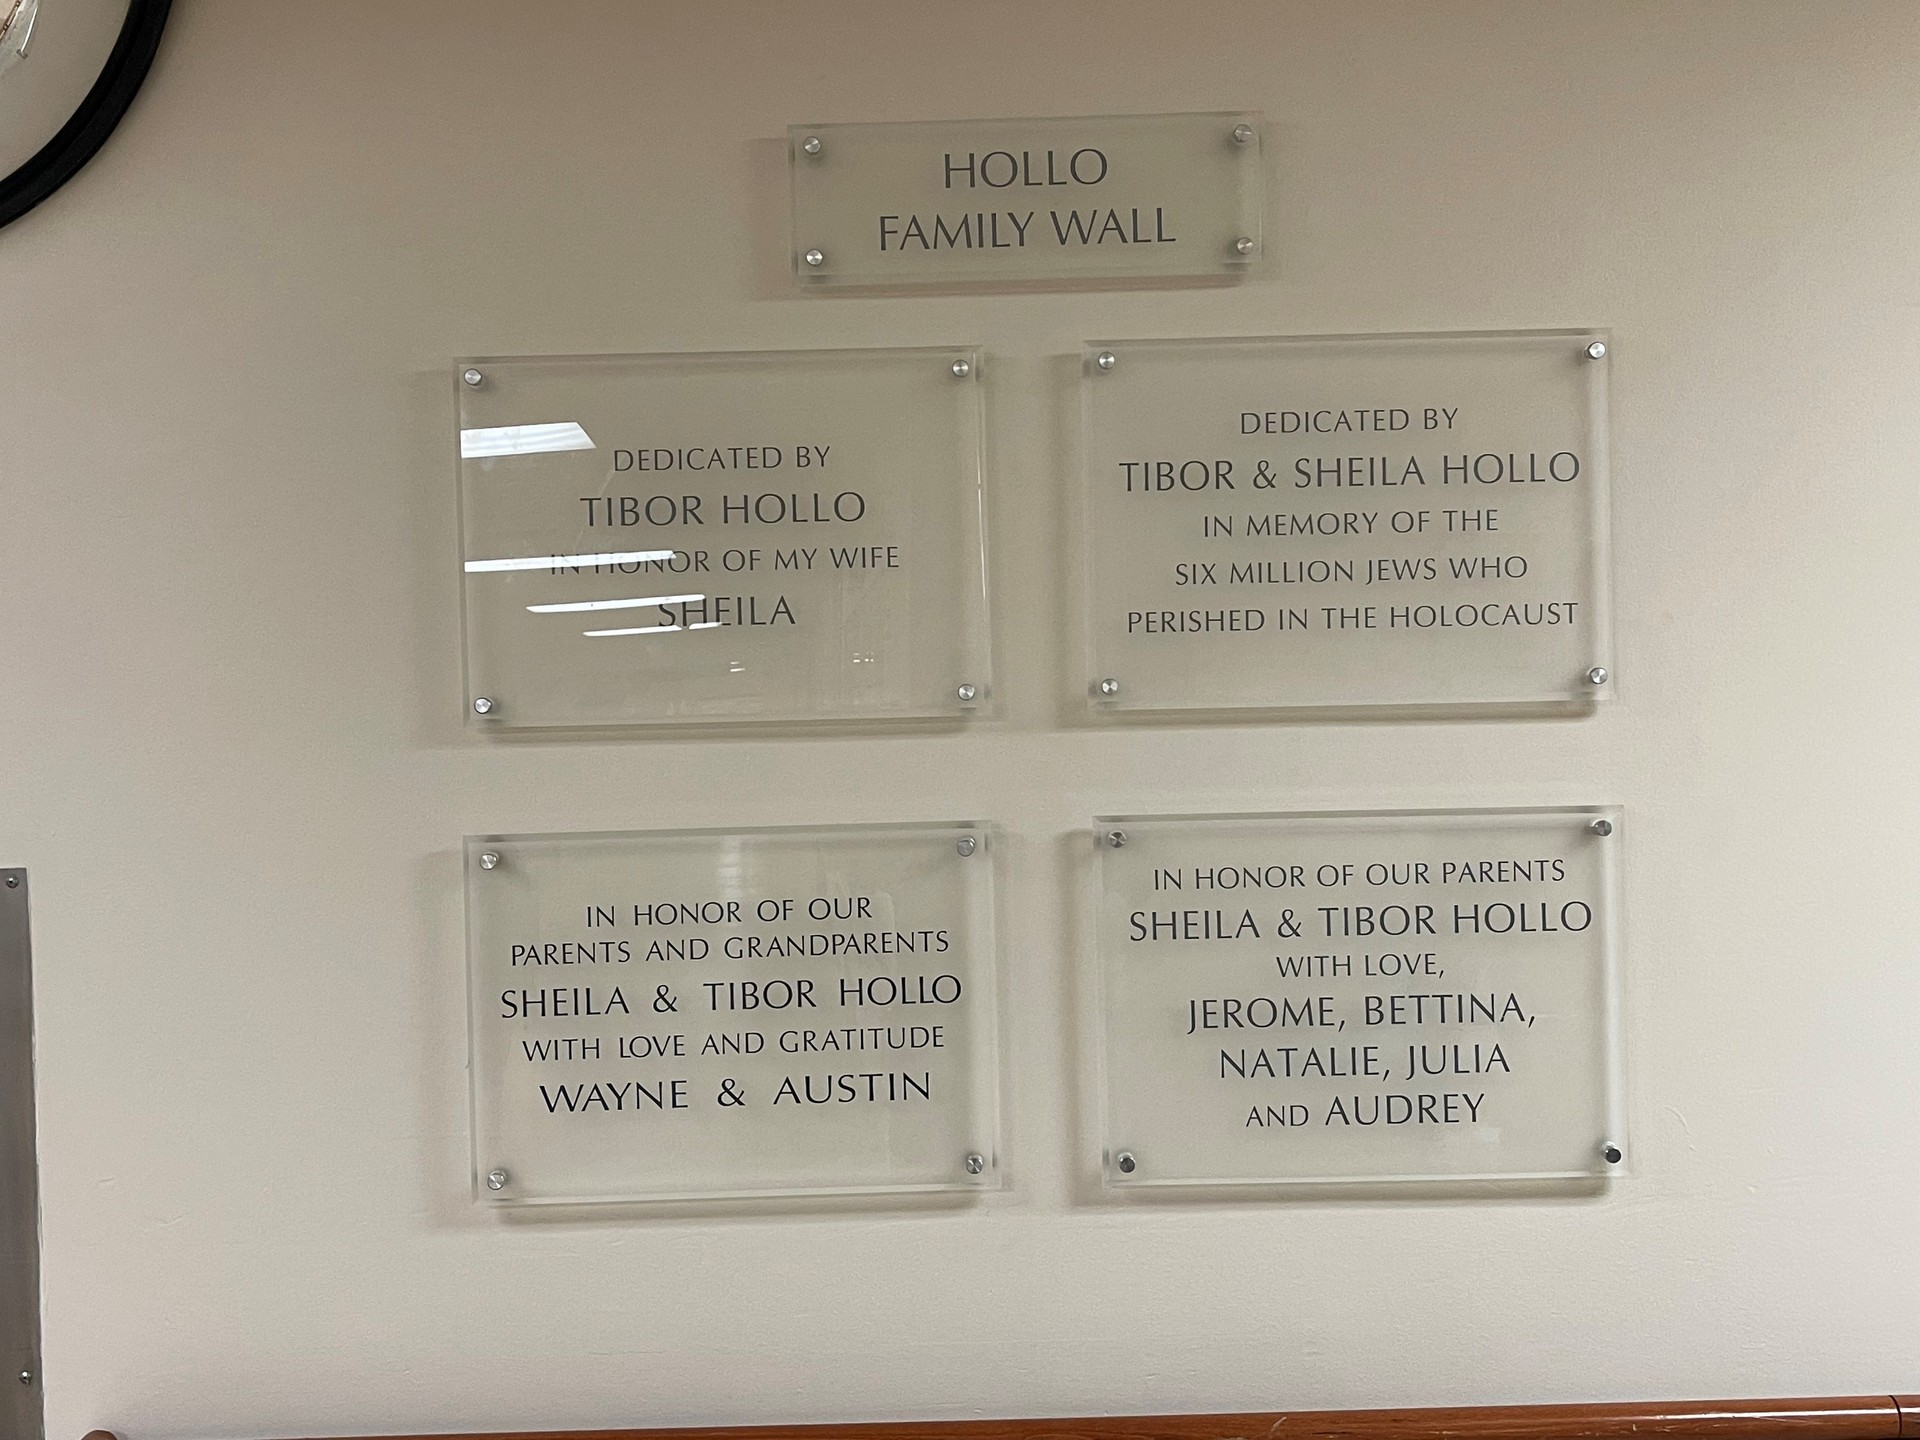 HOLLO
FAMILY WALL
DEDICATED BY
TIBOR HOLLO
IN HONOR OF MY WIFE
SHEILA
DEDICATED BY
TIBOR & SHEILA HOLLO
IN MEMORY OF THE
SIX MILLION JEWS WHO
PERISHED IN THE HOLOCAUST
IN HONOR OF OUR
PARENTS AND GRANDPARENTS
SHEILA & TIBOR HOLLO
WITH LOVE AND GRATITUDE
WAYNE & AUSTIN
IN HONOR OF OUR PARENTS
SHEILA & TIBOR HOLLO
WITH LOVE,
JEROME, BETTINA,
NATALIE, JULIA
AND AUDREY